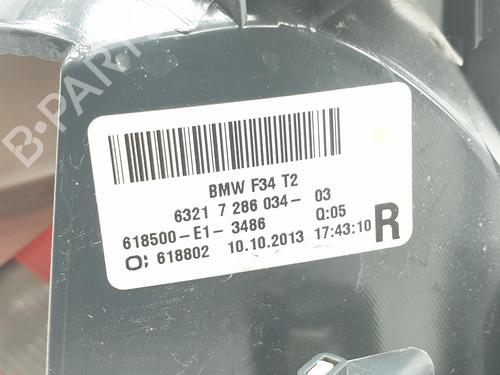 B-PARTS
BMW F34 T2
6321 7 286 034- 03
618500-E1- 3486 Q:05
O; 618802 10.10.2013 17:43:10 R